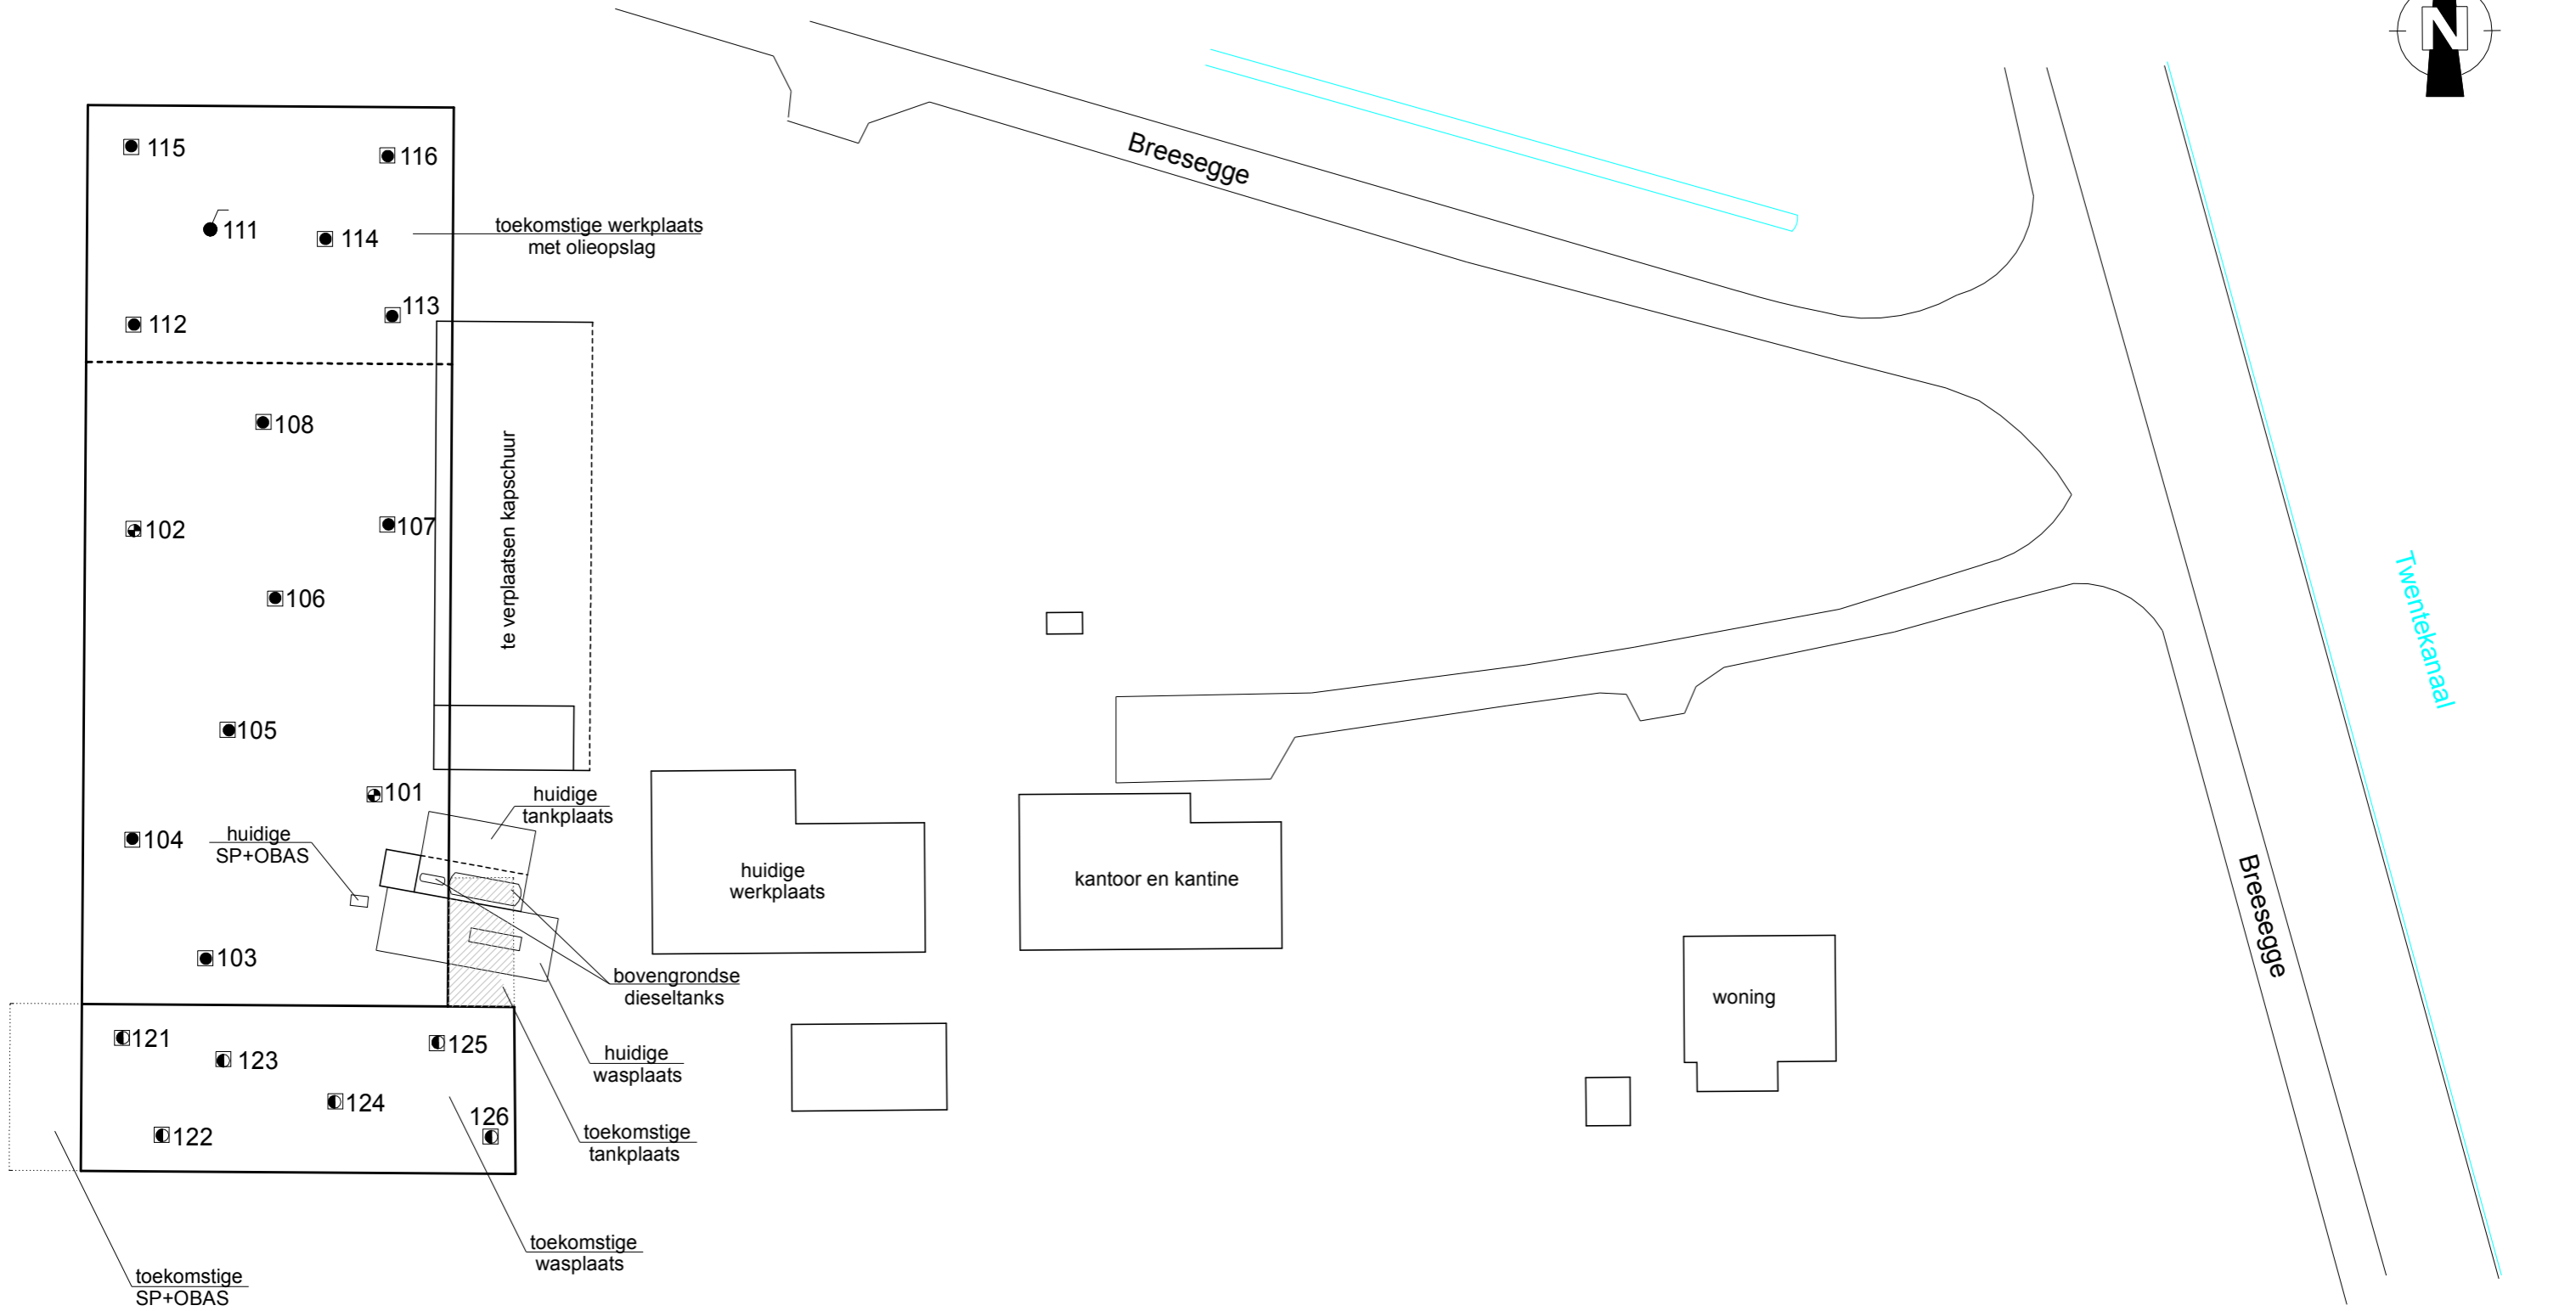 N
Breesegge
115
116
111
114
toekomstige werkplaats
met olieopslag
113
112
108
te verplaatsen kapschuur
102
107
106
Twentekanaal
105
101
huidige
tankplaats
104
huidige
SP+OBAS
huidige
werkplaats
kantoor en kantine
Breesegge
103
bovengrondse
dieseltanks
woning
121
123
125
huidige
wasplaats
124
126
122
toekomstige
tankplaats
toekomstige
wasplaats
toekomstige
SP+OBAS